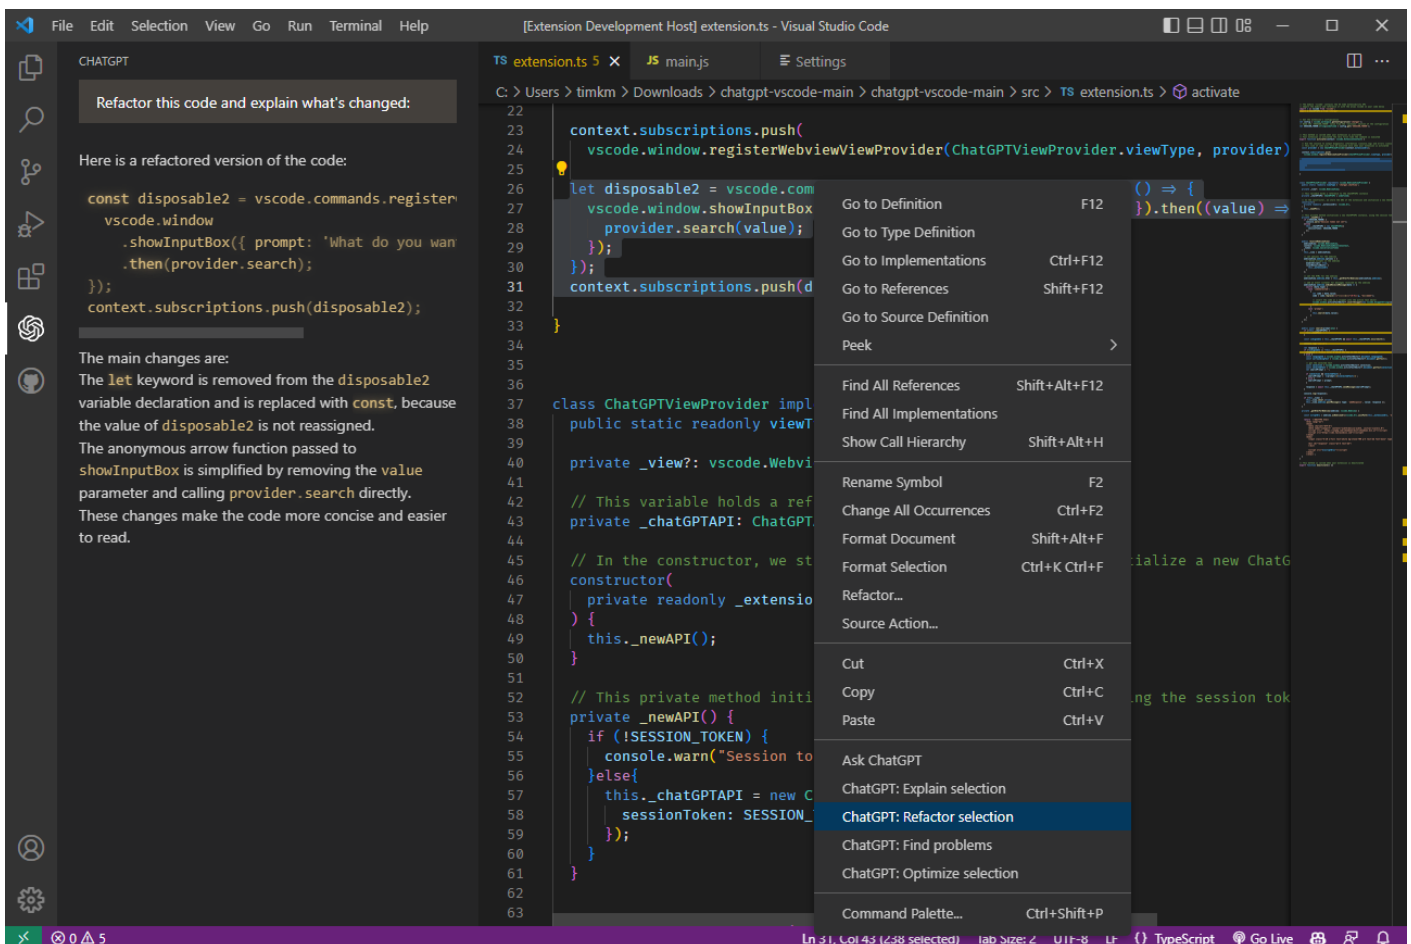 File Edit Selection View Go Run Terminal Help [Extension Development Host] extension.ts - Visual Studio Code
CHATGPT
Refactor this code and explain what's changed:
Here is a refactored version of the code:
const disposable2 = vscode.commands.register
vscode.window
.showInputBox({ prompt: 'What do you wan
.then(provider.search);
});
context.subscriptions.push(disposable2);
The main changes are:
The let keyword is removed from the disposable2
variable declaration and is replaced with const, because
the value of disposable2 is not reassigned.
The anonymous arrow function passed to
showInputBox is simplified by removing the value
parameter and calling provider.search directly.
These changes make the code more concise and easier
to read.
TS extension.ts 5 JS main.js Settings
C: > Users > timkm > Downloads > chatgpt-vscode-main > chatgpt-vscode-main > src > TS extension.ts > activate
22
23 context.subscriptions.push(
24 vscode.window.registerWebviewViewProvider(ChatGPTViewProvider.viewType, provider)
25
26 let disposable2 = vscode.com () => {
27 vscode.window.showInputBox }).then((value) =>
28 provider.search(value);
29 });
30 });
31 context.subscriptions.push(d
32
33 }
34
35
36
37 class ChatGPTViewProvider impl
38 public static readonly viewT
39
40 private _view?: vscode.Webvi
41
42 // This variable holds a ref
43 private _chatGPTAPI: ChatGPT
44
45 // In the constructor, we st ialize a new ChatG
46 constructor(
47 private readonly _extensio
48 ) {
49 this._newAPI();
50 }
51
52 // This private method initi ng the session tok
53 private _newAPI() {
54 if (!SESSION_TOKEN) {
55 console.warn("Session to
56 }else{
57 this._chatGPTAPI = new C
58 sessionToken: SESSION_
59 });
60 }
61 }
62
63
Go to Definition F12
Go to Type Definition
Go to Implementations Ctrl+F12
Go to References Shift+F12
Go to Source Definition
Peek >
Find All References Shift+Alt+F12
Find All Implementations
Show Call Hierarchy Shift+Alt+H
Rename Symbol F2
Change All Occurrences Ctrl+F2
Format Document Shift+Alt+F
Format Selection Ctrl+K Ctrl+F
Refactor...
Source Action...
Cut Ctrl+X
Copy Ctrl+C
Paste Ctrl+V
Ask ChatGPT
ChatGPT: Explain selection
ChatGPT: Refactor selection
ChatGPT: Find problems
ChatGPT: Optimize selection
Command Palette... Ctrl+Shift+P
0 5 Ln 31, Col 43 (238 selected) Tab Size: 2 UTF-8 LF {} TypeScript Go Live